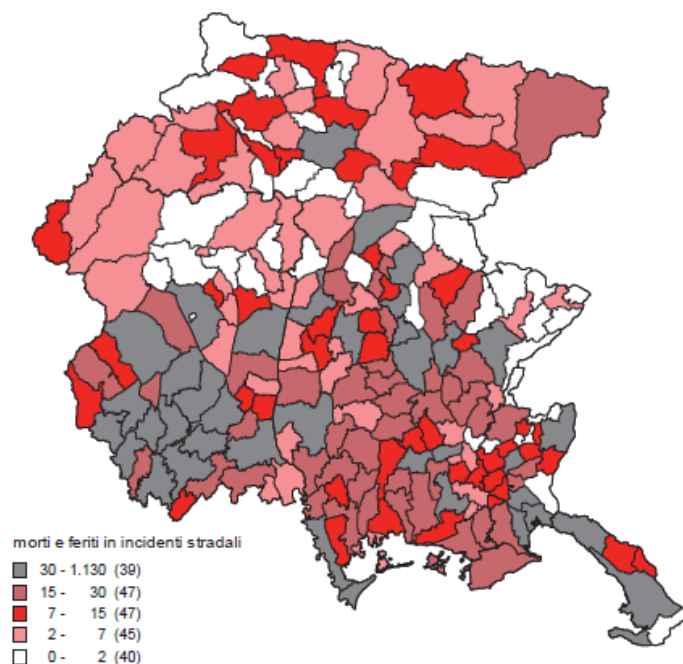 morti e feriti in incidenti stradali
30 - 1.130 (39)
15 - 30 (47)
7 - 15 (47)
2 - 7 (45)
0 - 2 (40)